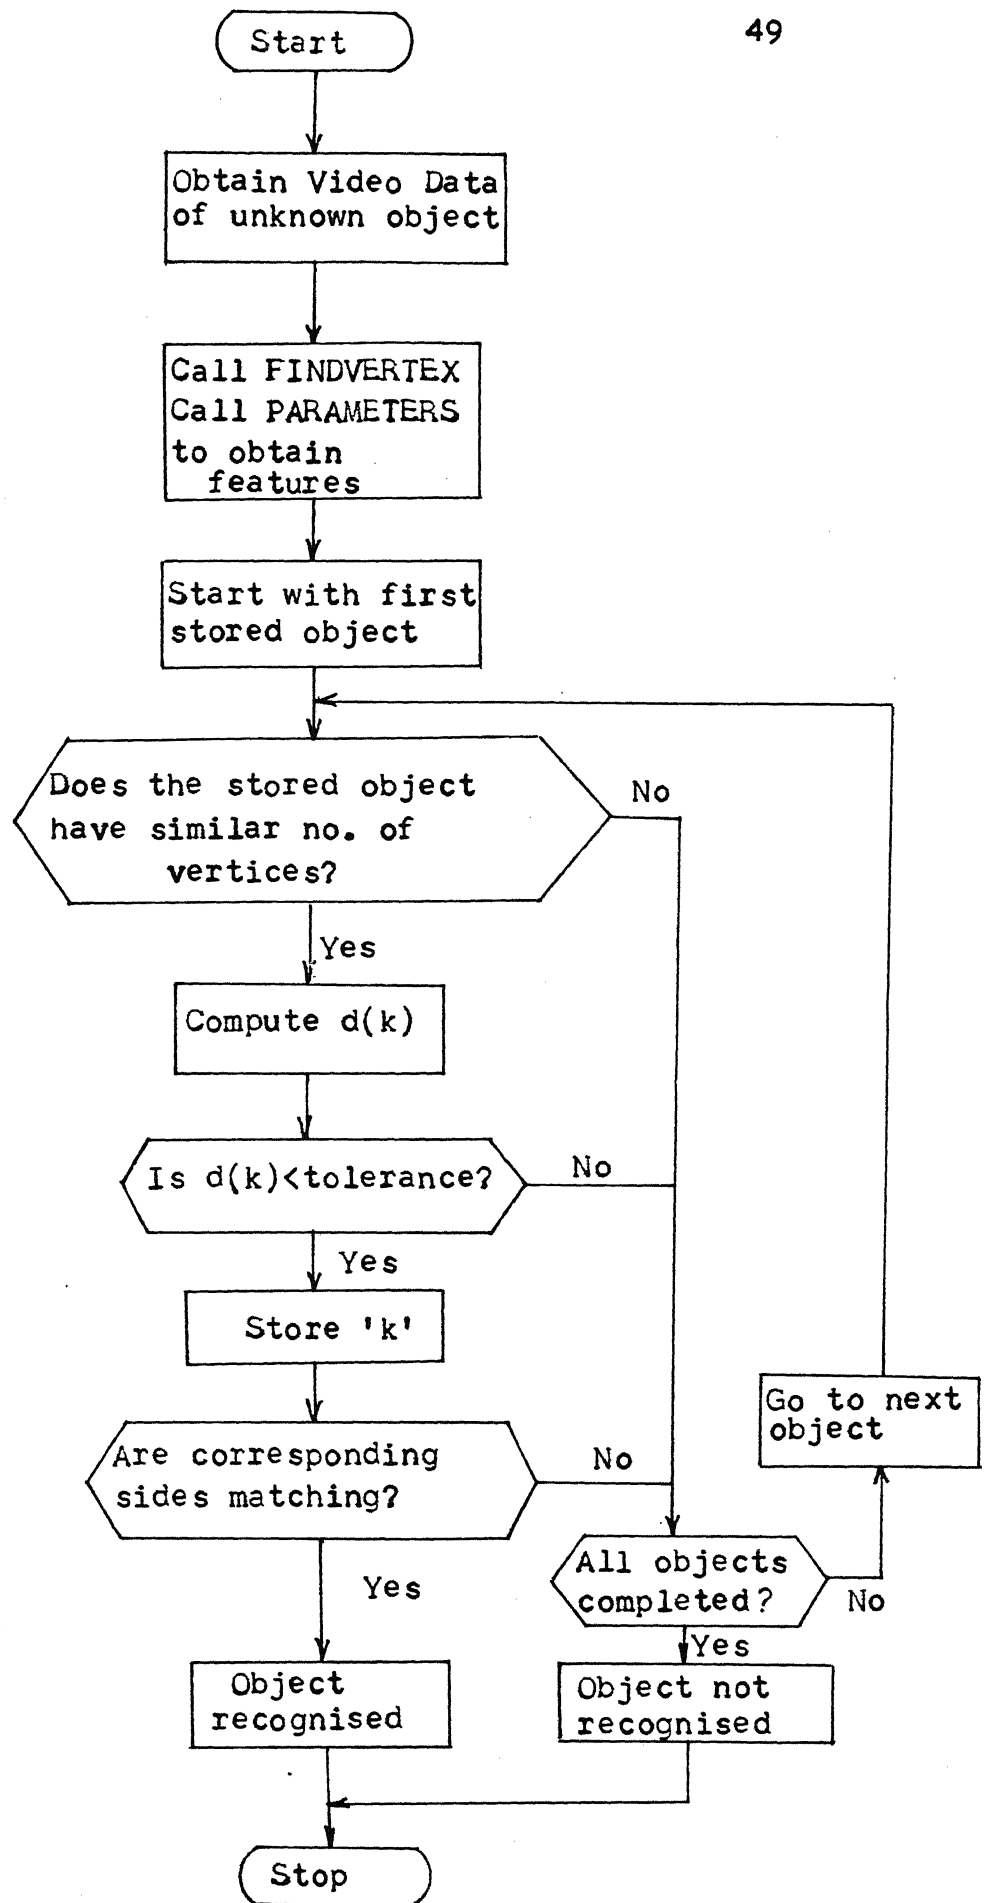 49
Start
Obtain Video Data
of unknown object
Call FINDVERTEX
Call PARAMETERS
to obtain
features
Start with first
stored object
Does the stored object
have similar no. of
vertices?
No
Yes
Compute d(k)
Is d(k)<tolerance?
No
Yes
Store 'k'
Go to next
object
Are corresponding
sides matching?
No
Yes
All objects
completed?
No
Yes
Object
recognised
Object not
recognised
Stop